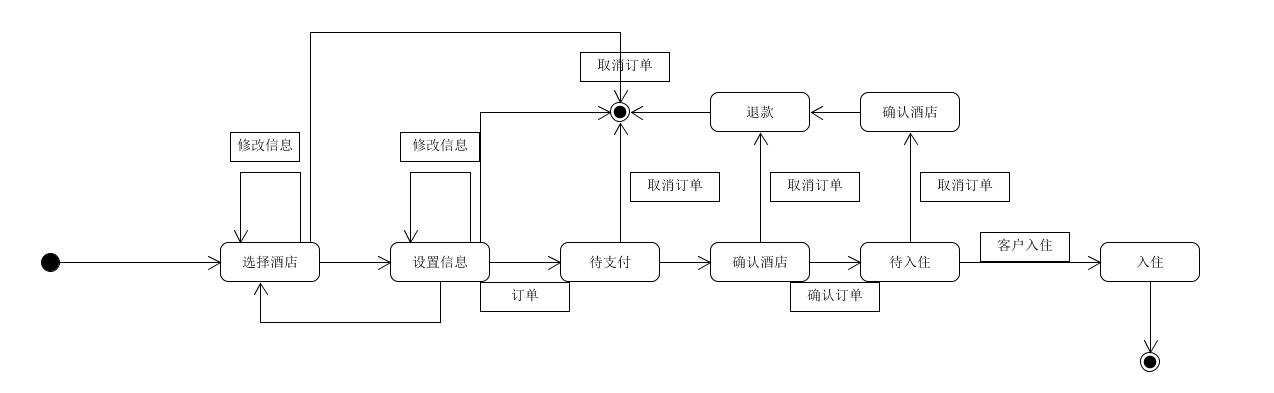 取消订单
退款
确认酒店
修改信息
修改信息
取消订单
取消订单
取消订单
客户入住
选择酒店
设置信息
待支付
确认酒店
待入住
入住
订单
确认订单